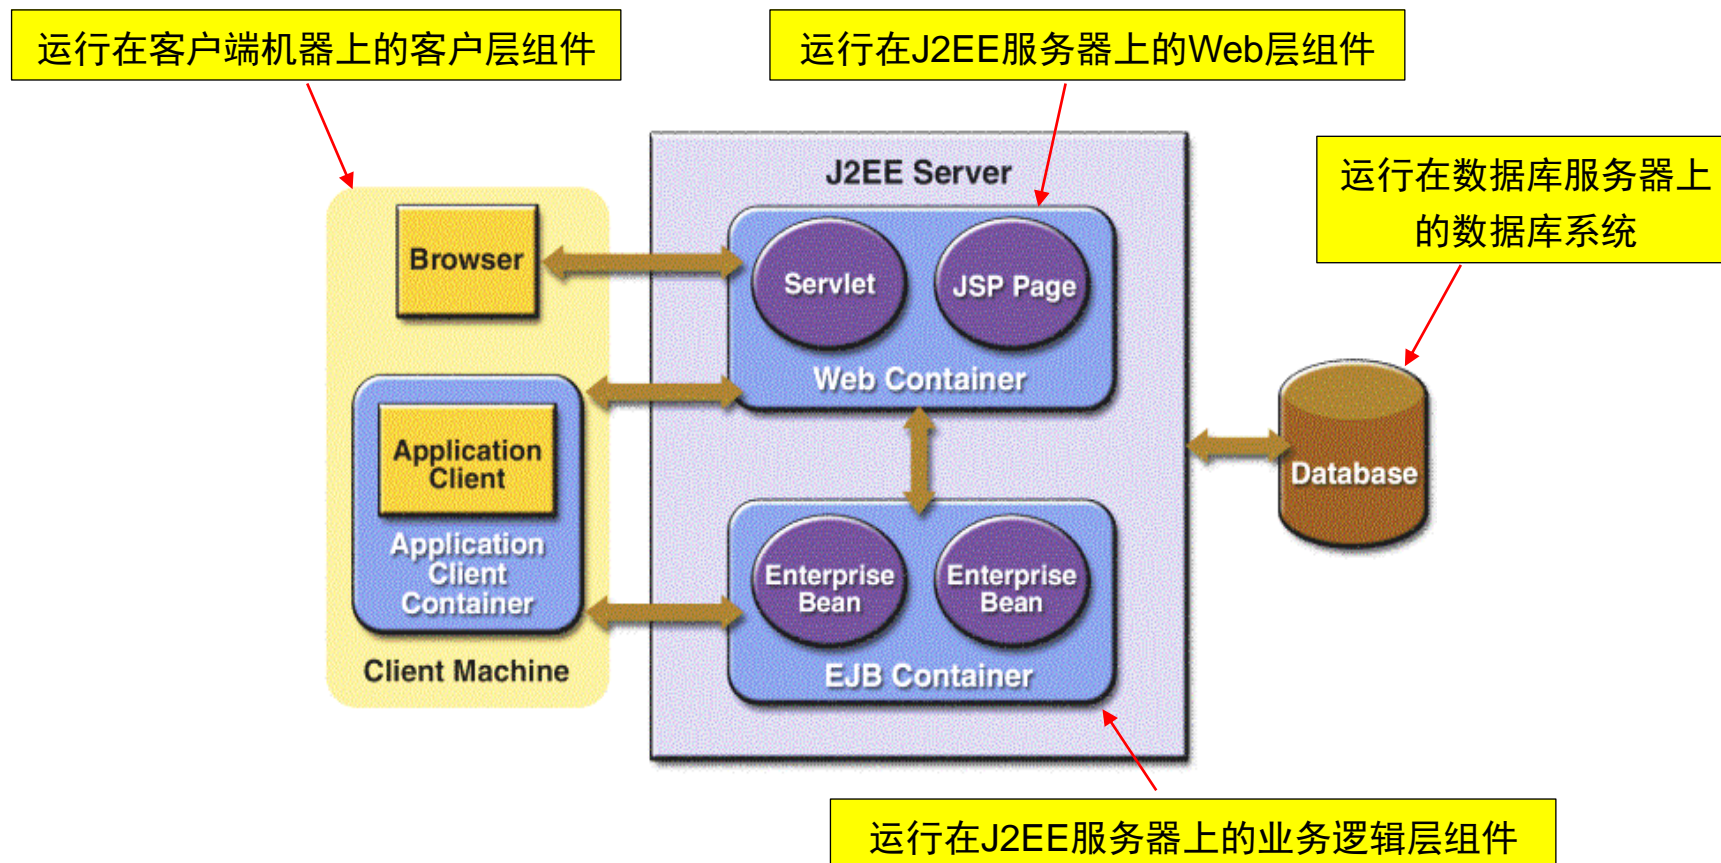 运行在客户端机器上的客户层组件
运行在J2EE服务器上的Web层组件
运行在数据库服务器上
的数据库系统
J2EE Server
Browser
Servlet
JSP Page
Web Container
Application
Client
Application
Client
Container
Client Machine
Enterprise
Bean
Enterprise
Bean
EJB Container
Database
运行在J2EE服务器上的业务逻辑层组件